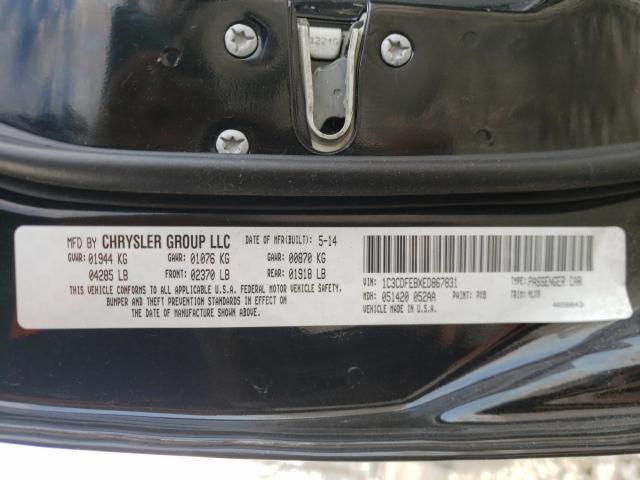 MFD BY CHRYSLER GROUP LLC DATE OF MFR(BUILT): 5-14
GVWR: 01944 KG GAWR: 01076 KG GAWR: 00870 KG
04285 LB FRONT: 02370 LB REAR: 01918 LB
THIS VEHICLE CONFORMS TO ALL APPLICABLE U.S.A. FEDERAL MOTOR VEHICLE SAFETY,
BUMPER AND THEFT PREVENTION STANDARDS IN EFFECT ON
THE DATE OF MANUFACTURE SHOWN ABOVE.
VIN: 1C3CDFEBXED867831 TYPE: PASSENGER CAR
MDH: 051420 052AA PAINT: PXB TRIM:
VEHICLE MADE IN U.S.A.